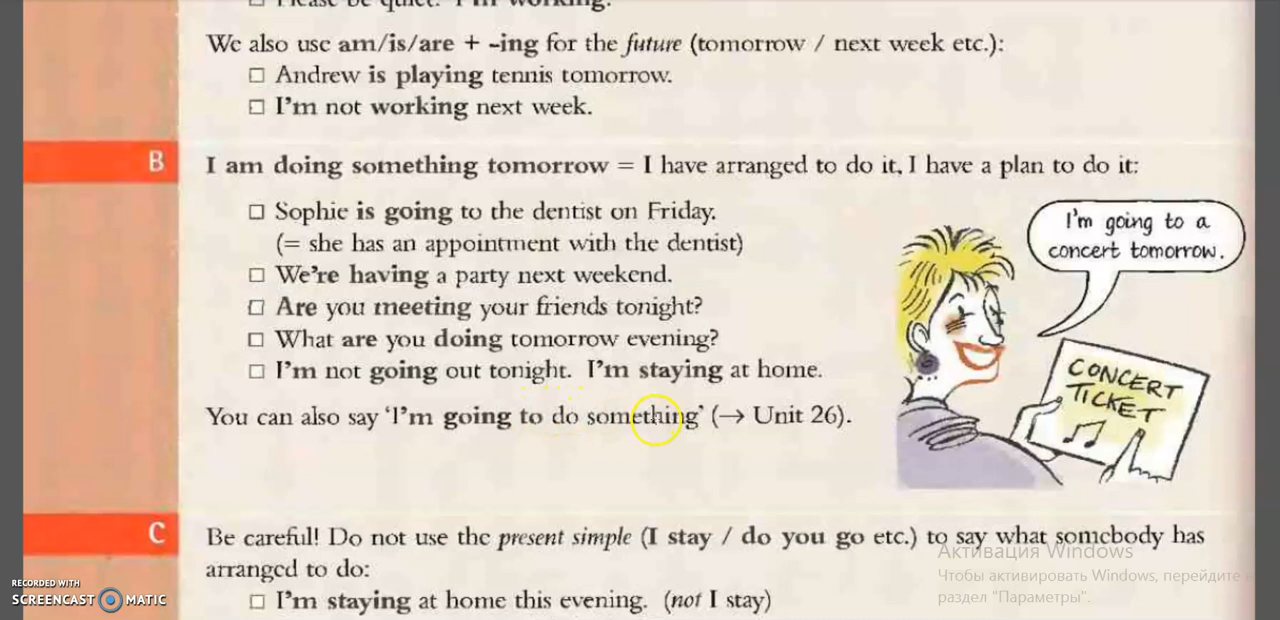 Please be quiet. I'm working.
We also use am/is/are + -ing for the future (tomorrow / next week etc.):
Andrew is playing tennis tomorrow.
I'm not working next week.
B
I am doing something tomorrow = I have arranged to do it, I have a plan to do it:
Sophie is going to the dentist on Friday.
(= she has an appointment with the dentist)
We're having a party next weekend.
Are you meeting your friends tonight?
What are you doing tomorrow evening?
I'm not going out tonight. I'm staying at home.
I'm going to a
concert tomorrow.
CONCERT
TICKET
You can also say 'I'm going to do something' (→ Unit 26).
C
Be careful! Do not use the present simple (I stay / do you go etc.) to say what somebody has
arranged to do:
I'm staying at home this evening. (not I stay)
Активация Windows
Чтобы активировать Windows, перейдите в
раздел "Параметры".
RECORDED WITH
SCREENCAST MATIC